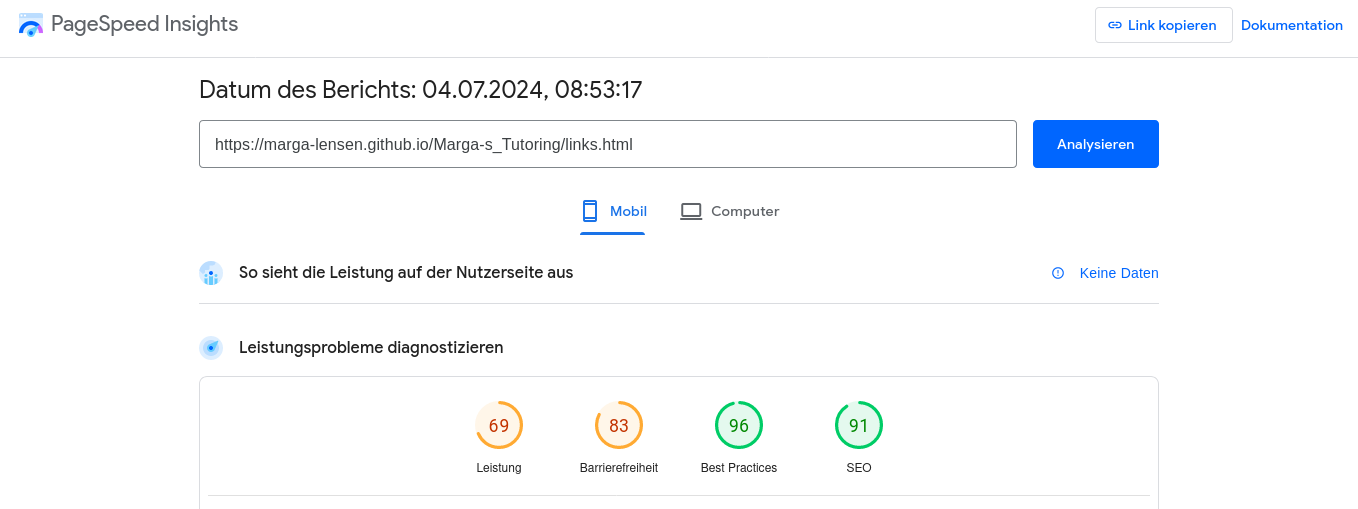 PageSpeed Insights
Link kopieren
Dokumentation
Datum des Berichts: 04.07.2024, 08:53:17
https://marga-lensen.github.io/Marga-s_Tutoring/links.html
Analysieren
Mobil
Computer
So sieht die Leistung auf der Nutzerseite aus
Keine Daten
Leistungsprobleme diagnostizieren
69
83
96
91
Leistung
Barrierefreiheit
Best Practices
SEO